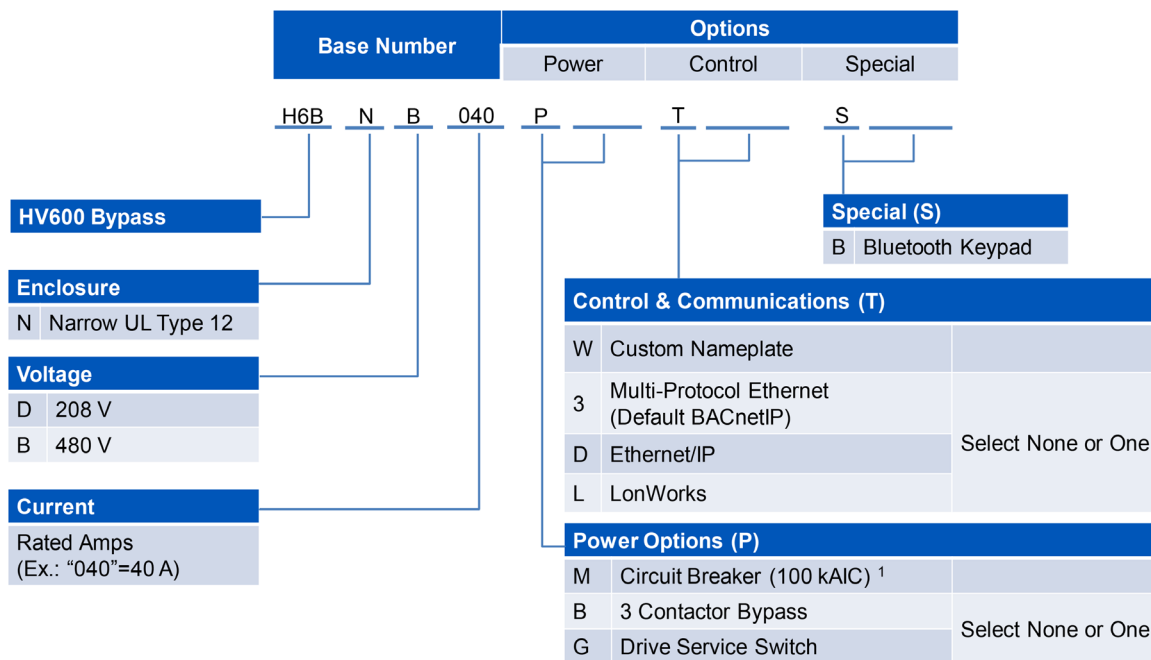 Base Number
Options
Power Control Special
H6B N B 040 P T S
HV600 Bypass
Special (S)
B Bluetooth Keypad
Enclosure
N Narrow UL Type 12
Voltage
D 208 V
B 480 V
Current
Rated Amps
(Ex.: “040”=40 A)
Control & Communications (T)
W Custom Nameplate
3 Multi-Protocol Ethernet
(Default BACnetIP)
D Ethernet/IP
L LonWorks
Select None or One
Power Options (P)
M Circuit Breaker (100 kAIC) 1
B 3 Contactor Bypass
G Drive Service Switch
Select None or One